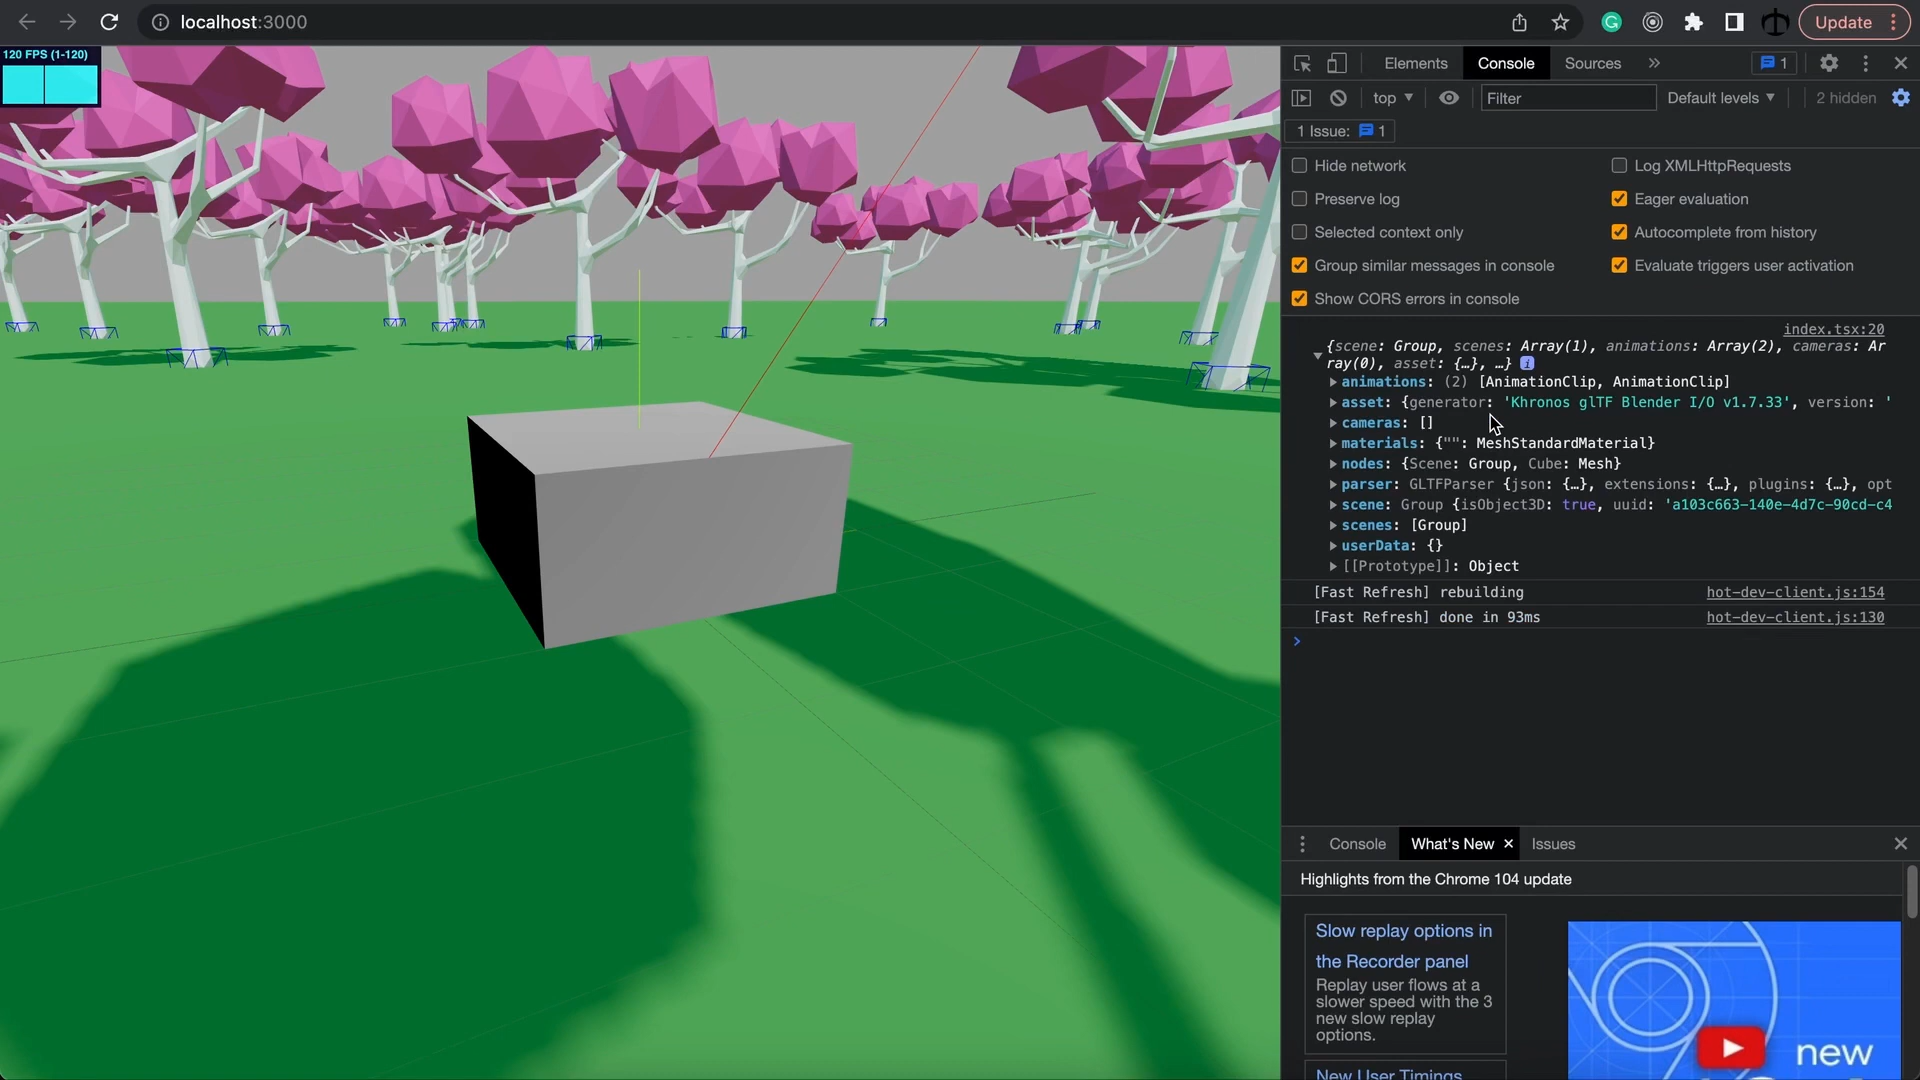 localhost:3000
Update
120 FPS (1-120)
Elements
Console
Sources
1
top
Filter
Default levels
2 hidden
1 Issue: 1
Hide network
Log XMLHttpRequests
Preserve log
Eager evaluation
Selected context only
Autocomplete from history
Group similar messages in console
Evaluate triggers user activation
Show CORS errors in console
index.tsx:20
{scene: Group, scenes: Array(1), animations: Array(2), cameras: Ar
ray(0), asset: {…}, …}
animations: (2) [AnimationClip, AnimationClip]
asset: {generator: 'Khronos glTF Blender I/O v1.7.33', version: '
cameras: []
materials: {"": MeshStandardMaterial}
nodes: {Scene: Group, Cube: Mesh}
parser: GLTFParser {json: {…}, extensions: {…}, plugins: {…}, opt
scene: Group {isObject3D: true, uuid: 'a103c663-140e-4d7c-90cd-c4
scenes: [Group]
userData: {}
[[Prototype]]: Object
[Fast Refresh] rebuilding
hot-dev-client.js:154
[Fast Refresh] done in 93ms
hot-dev-client.js:130
Console
What's New
Issues
Highlights from the Chrome 104 update
Slow replay options in
the Recorder panel
Replay user flows at a
slower speed with the 3
new slow replay
options.
New User Timings
new